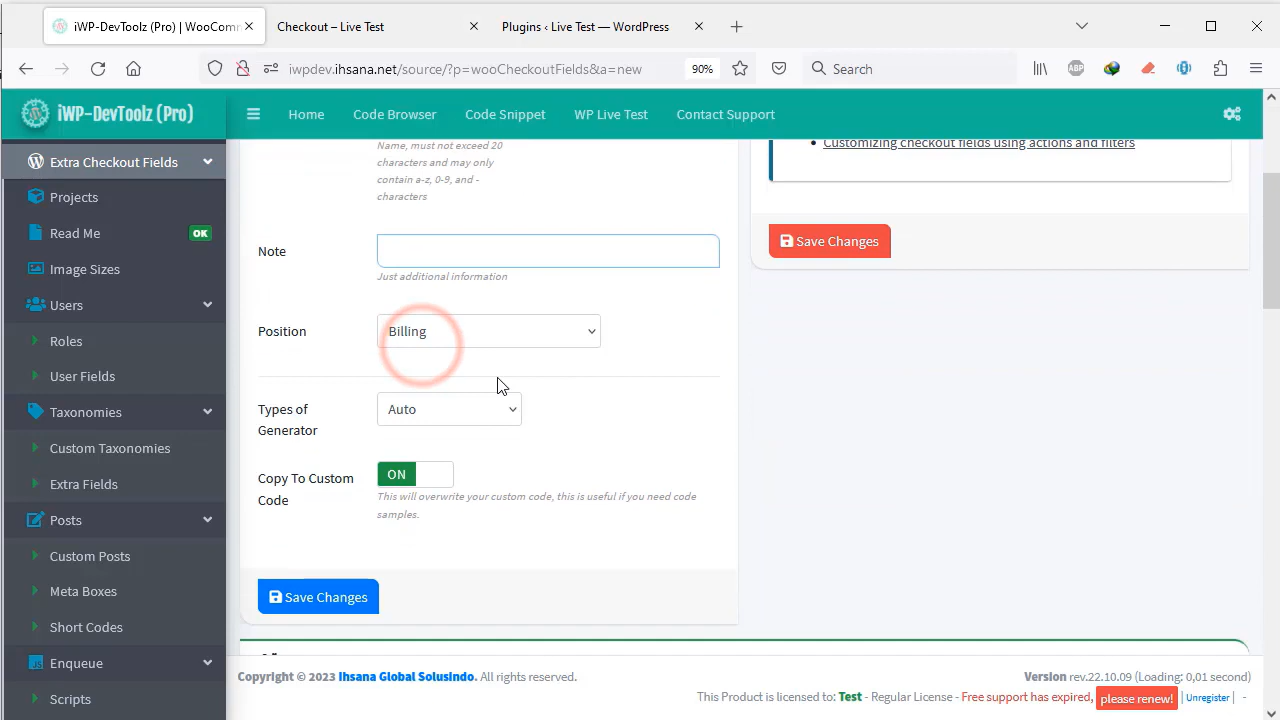 iWP-DevToolz (Pro) | WooComm
Checkout – Live Test
Plugins ‹ Live Test — WordPress
iwpdev.ihsana.net/source/?p=wooCheckoutFields&a=new
90%
Search
ABP
iWP-DevToolz (Pro)
Home
Code Browser
Code Snippet
WP Live Test
Contact Support
Extra Checkout Fields
Projects
Read Me
OK
Image Sizes
Users
Roles
User Fields
Taxonomies
Custom Taxonomies
Extra Fields
Posts
Custom Posts
Meta Boxes
Short Codes
Enqueue
Scripts
Name, must not exceed 20
characters and may only
contain a-z, 0-9, and -
characters
Note
Just additional information
Position
Billing
Types of
Generator
Auto
Copy To Custom
Code
ON
This will overwrite your custom code, this is useful if you need code
samples.
Save Changes
Customizing checkout fields using actions and filters
Save Changes
Copyright © 2023 Ihsana Global Solusindo. All rights reserved.
Version rev.22.10.09 (Loading: 0,01 second)
This Product is licensed to: Test - Regular License - Free support has expired, please renew! | Unregister | -